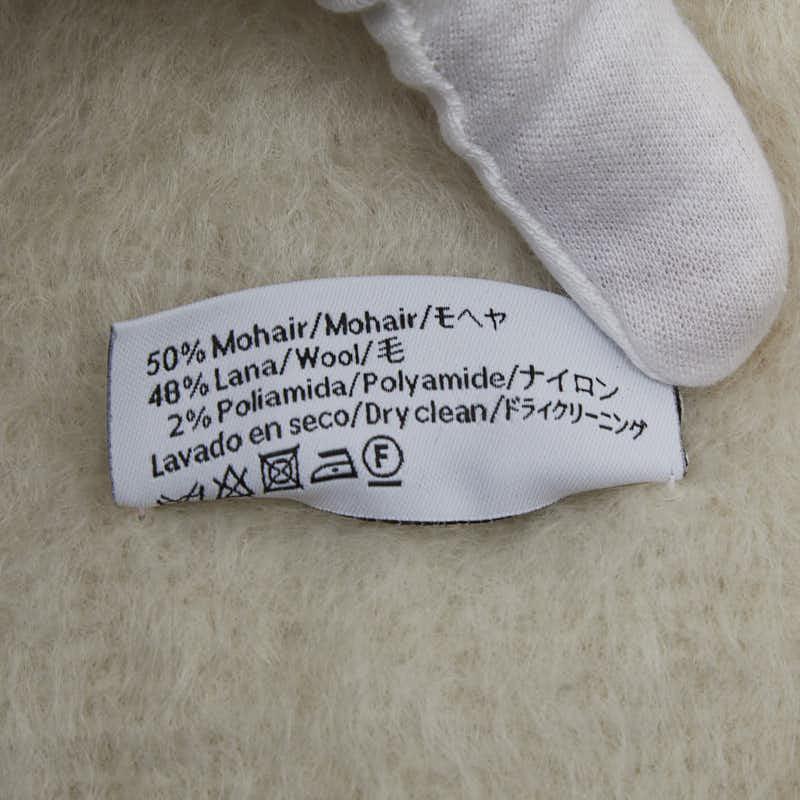 50% Mohair/Mohair/モヘヤ
48% Lana/Wool/毛
2% Poliamida/Polyamide/ナイロン
Lavado en seco/Dry clean/ドライクリーニング
F